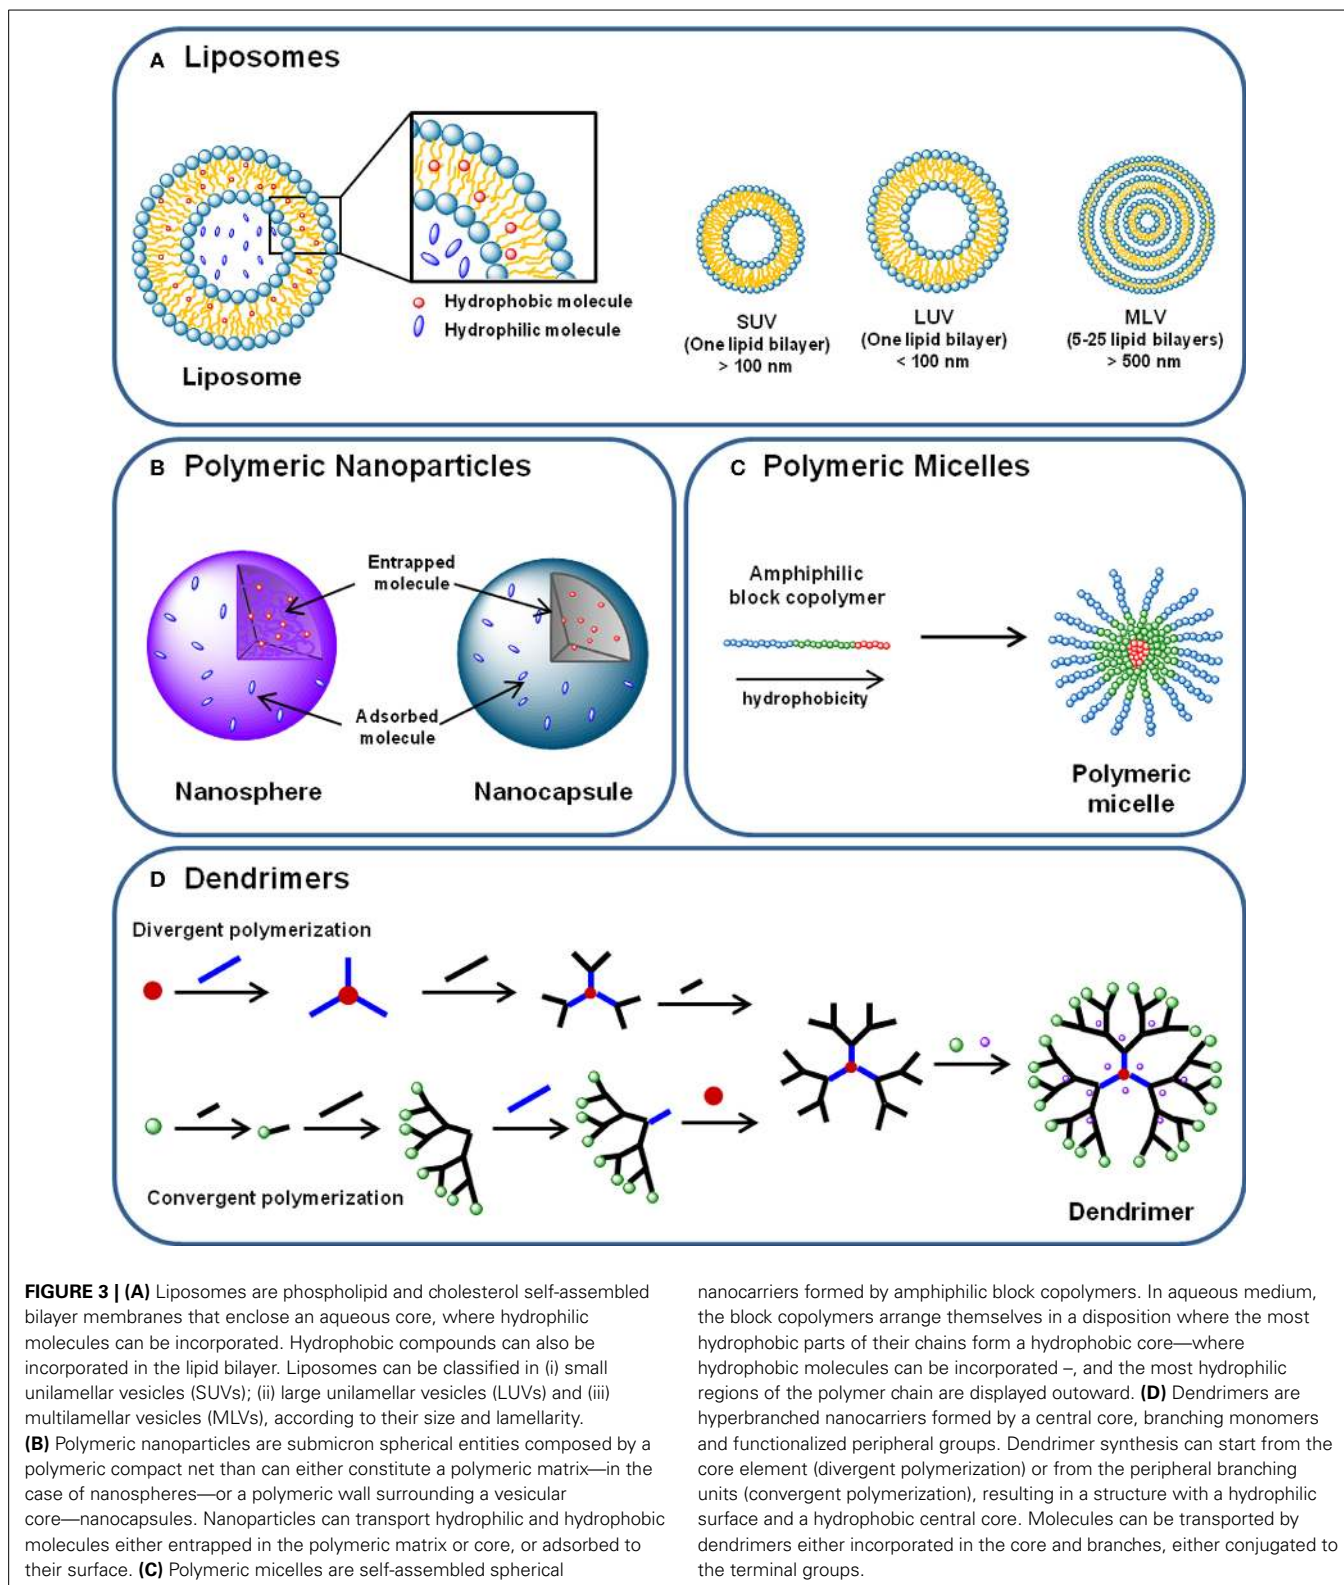 A Liposomes
Hydrophobic molecule
Hydrophilic molecule
Liposome
SUV
(One lipid bilayer)
> 100 nm
LUV
(One lipid bilayer)
< 100 nm
MLV
(5-25 lipid bilayers)
> 500 nm
B Polymeric Nanoparticles
Entrapped
molecule
Adsorbed
molecule
Nanosphere
Nanocapsule
C Polymeric Micelles
Amphiphilic
block copolymer
hydrophobicity
Polymeric
micelle
D Dendrimers
Divergent polymerization
Convergent polymerization
Dendrimer
FIGURE 3 | (A) Liposomes are phospholipid and cholesterol self-assembled
bilayer membranes that enclose an aqueous core, where hydrophilic
molecules can be incorporated. Hydrophobic compounds can also be
incorporated in the lipid bilayer. Liposomes can be classified in (i) small
unilamellar vesicles (SUVs); (ii) large unilamellar vesicles (LUVs) and (iii)
multilamellar vesicles (MLVs), according to their size and lamellarity.
(B) Polymeric nanoparticles are submicron spherical entities composed by a
polymeric compact net than can either constitute a polymeric matrix—in the
case of nanospheres—or a polymeric wall surrounding a vesicular
core—nanocapsules. Nanoparticles can transport hydrophilic and hydrophobic
molecules either entrapped in the polymeric matrix or core, or adsorbed to
their surface. (C) Polymeric micelles are self-assembled spherical
nanocarriers formed by amphiphilic block copolymers. In aqueous medium,
the block copolymers arrange themselves in a disposition where the most
hydrophobic parts of their chains form a hydrophobic core—where
hydrophobic molecules can be incorporated –, and the most hydrophilic
regions of the polymer chain are displayed outoward. (D) Dendrimers are
hyperbranched nanocarriers formed by a central core, branching monomers
and functionalized peripheral groups. Dendrimer synthesis can start from the
core element (divergent polymerization) or from the peripheral branching
units (convergent polymerization), resulting in a structure with a hydrophilic
surface and a hydrophobic central core. Molecules can be transported by
dendrimers either incorporated in the core and branches, either conjugated to
the terminal groups.